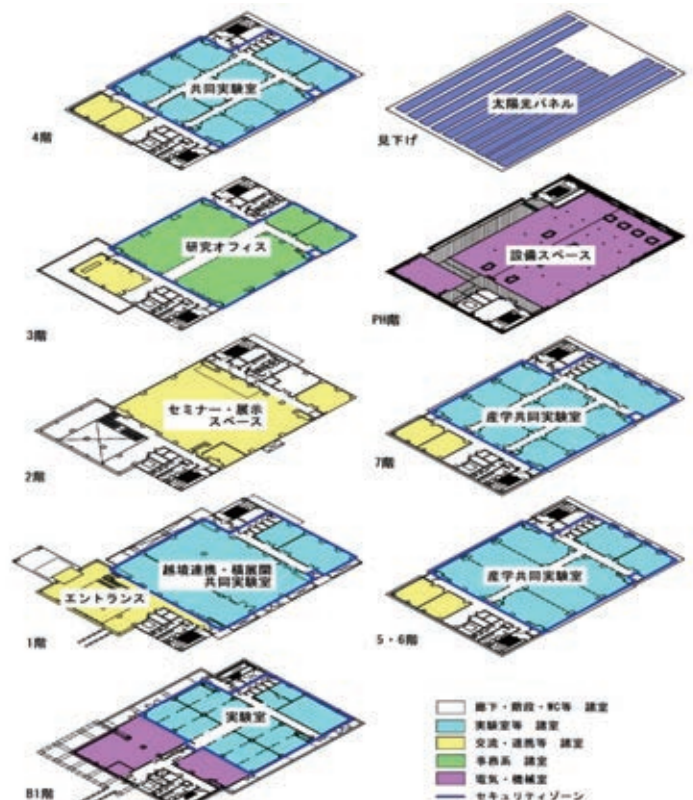 共同実験室
4階
太陽光パネル
見下げ
研究オフィス
3階
設備スペース
PH階
セミナー・展示
スペース
2階
産学共同実験室
7階
越境連携・横展開
共同実験室
エントランス
1階
産学共同実験室
5・6階
実験室
B1階
廊下・階段・WC等 諸室
実験室等 諸室
交流・連携等 諸室
事務系 諸室
電気・機械室
セキュリティゾーン